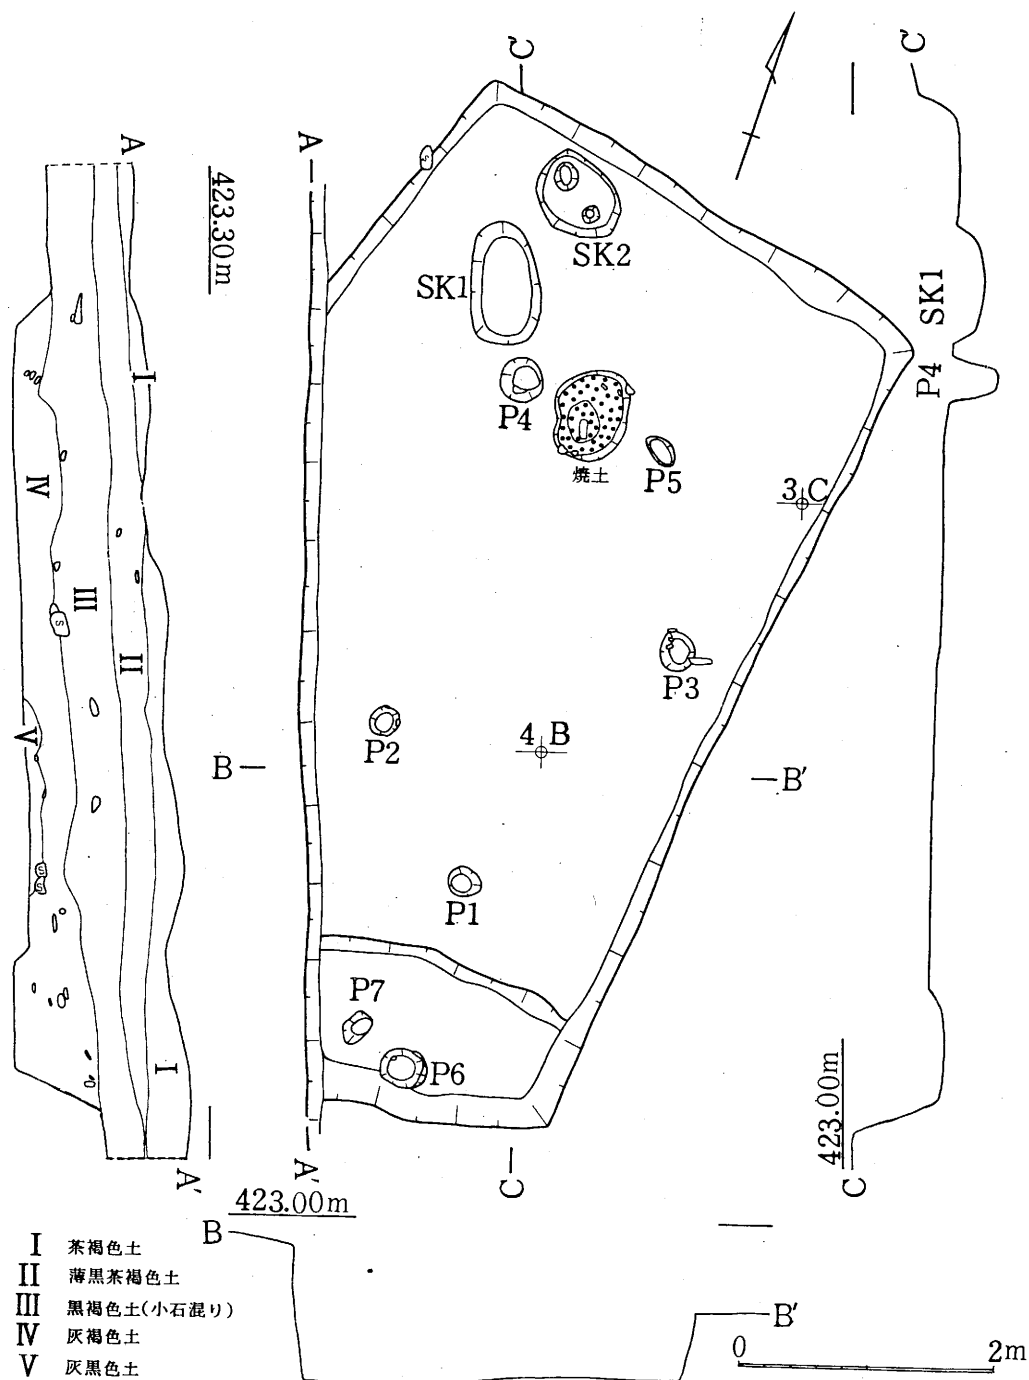 C'
C'
A
A
423.30m
SK2
SK1
SK1
I
P4
P4
焼土
P5
IV
3 C
III
II
P3
P2
4 B
V
B
B'
P1
P7
P6
I
423.00m
A'
A'
C
C
423.00m
B
I 茶褐色土
II 薄黒茶褐色土
III 黒褐色土(小石混り)
IV 灰褐色土
V 灰黒色土
B'
0 2m